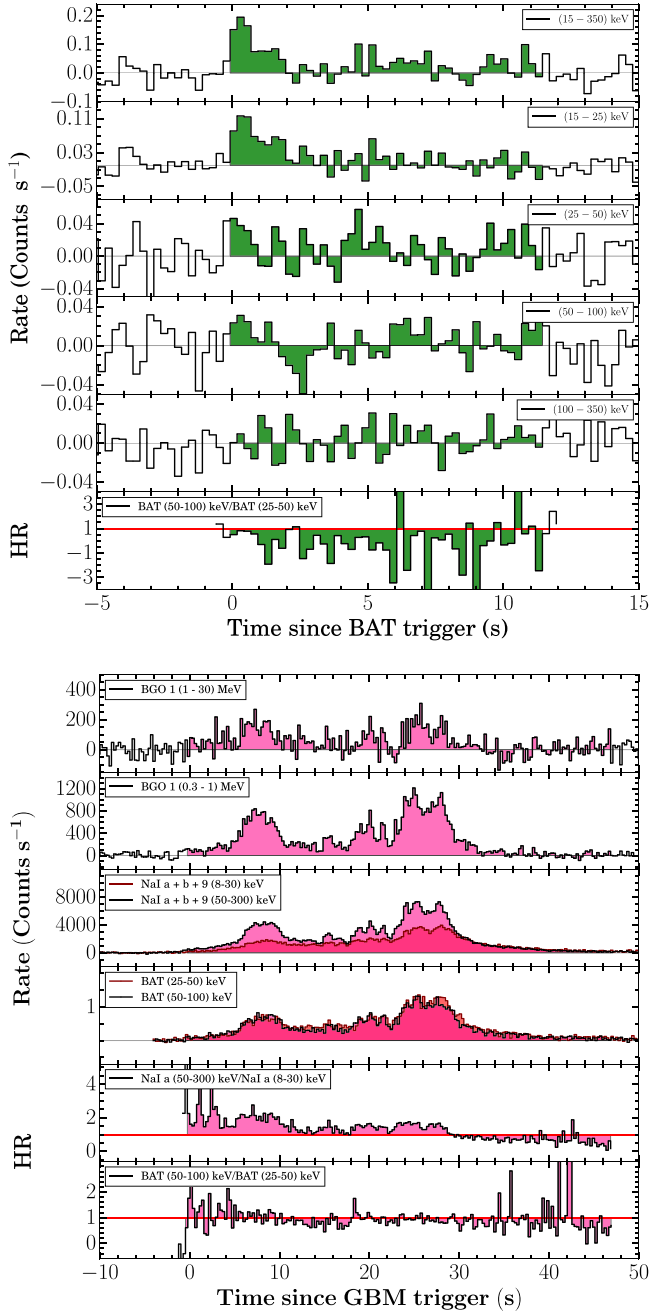 0.2
0.1
0.0
−0.1
(15 − 350) keV
0.11
0.03
−0.05
(15 − 25) keV
0.04
0.00
−0.04
(25 − 50) keV
0.04
0.00
−0.04
(50 − 100) keV
0.04
0.00
−0.04
(100 − 350) keV
3
1
−1
−3
BAT (50-100) keV/BAT (25-50) keV
Rate (Counts s⁻¹)
HR
−5 0 5 10 15
Time since BAT trigger (s)
400
200
0
BGO 1 (1 - 30) MeV
1200
800
400
0
BGO 1 (0.3 - 1) MeV
8000
4000
0
NaI a + b + 9 (8-30) keV
NaI a + b + 9 (50-300) keV
1
BAT (25-50) keV
BAT (50-100) keV
4
2
0
NaI a (50-300) keV/NaI a (8-30) keV
2
1
0
BAT (50-100) keV/BAT (25-50) keV
Rate (Counts s⁻¹)
HR
−10 0 10 20 30 40 50
Time since GBM trigger (s)